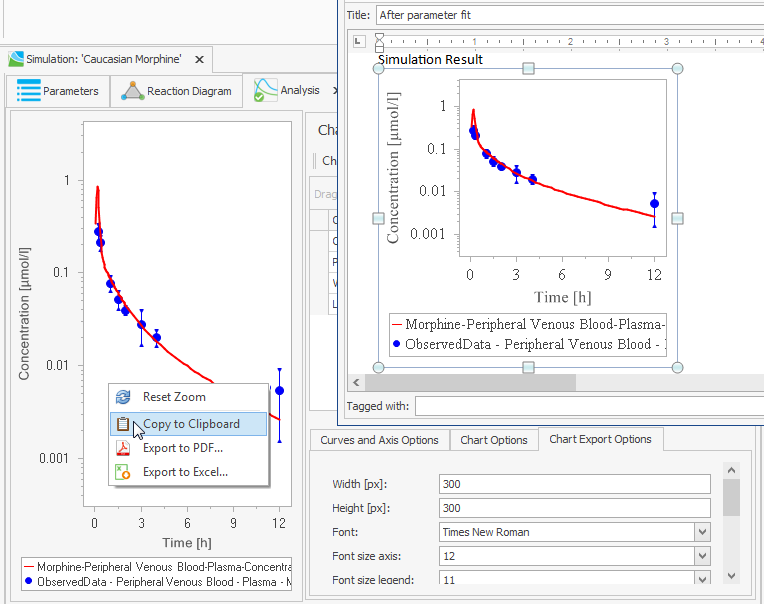 Simulation: 'Caucasian Morphine'
Parameters
Reaction Diagram
Analysis
Concentration [µmol/l]
1
0.1
0.01
0.001
0
3
6
9
12
Time [h]
Morphine-Peripheral Venous Blood-Plasma-Concentra
ObservedData - Peripheral Venous Blood - Plasma - M
Reset Zoom
Copy to Clipboard
Export to PDF...
Export to Excel...
Title:
After parameter fit
1
2
3
Simulation Result
Concentration [µmol/l]
1
0.1
0.01
0.001
0
3
6
9
12
Time [h]
Morphine-Peripheral Venous Blood-Plasma-
ObservedData - Peripheral Venous Blood -
Tagged with:
Curves and Axis Options
Chart Options
Chart Export Options
Width [px]:
300
Height [px]:
300
Font:
Times New Roman
Font size axis:
12
Font size legend:
11